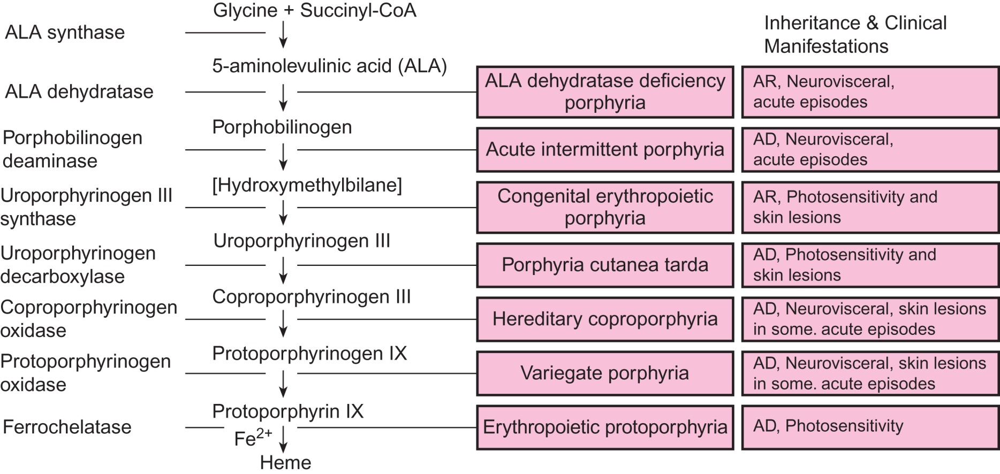 Glycine + Succinyl-CoA
Inheritance & Clinical
Manifestations
ALA synthase
5-aminolevulinic acid (ALA)
ALA dehydratase
ALA dehydratase deficiency
porphyria
AR, Neurovisceral,
acute episodes
Porphobilinogen
Porphobilinogen
deaminase
Acute intermittent porphyria
AD, Neurovisceral,
acute episodes
[Hydroxymethylbilane]
Uroporphyrinogen III
synthase
Congenital erythropoietic
porphyria
AR, Photosensitivity and
skin lesions
Uroporphyrinogen III
Uroporphyrinogen
decarboxylase
Porphyria cutanea tarda
AD, Photosensitivity and
skin lesions
Coproporphyrinogen III
Coproporphyrinogen
oxidase
Hereditary coproporphyria
AD, Neurovisceral, skin lesions
in some. acute episodes
Protoporphyrinogen IX
Protoporphyrinogen
oxidase
Variegate porphyria
AD, Neurovisceral, skin lesions
in some. acute episodes
Protoporphyrin IX
Ferrochelatase
Fe²⁺
Erythropoietic protoporphyria
AD, Photosensitivity
Heme